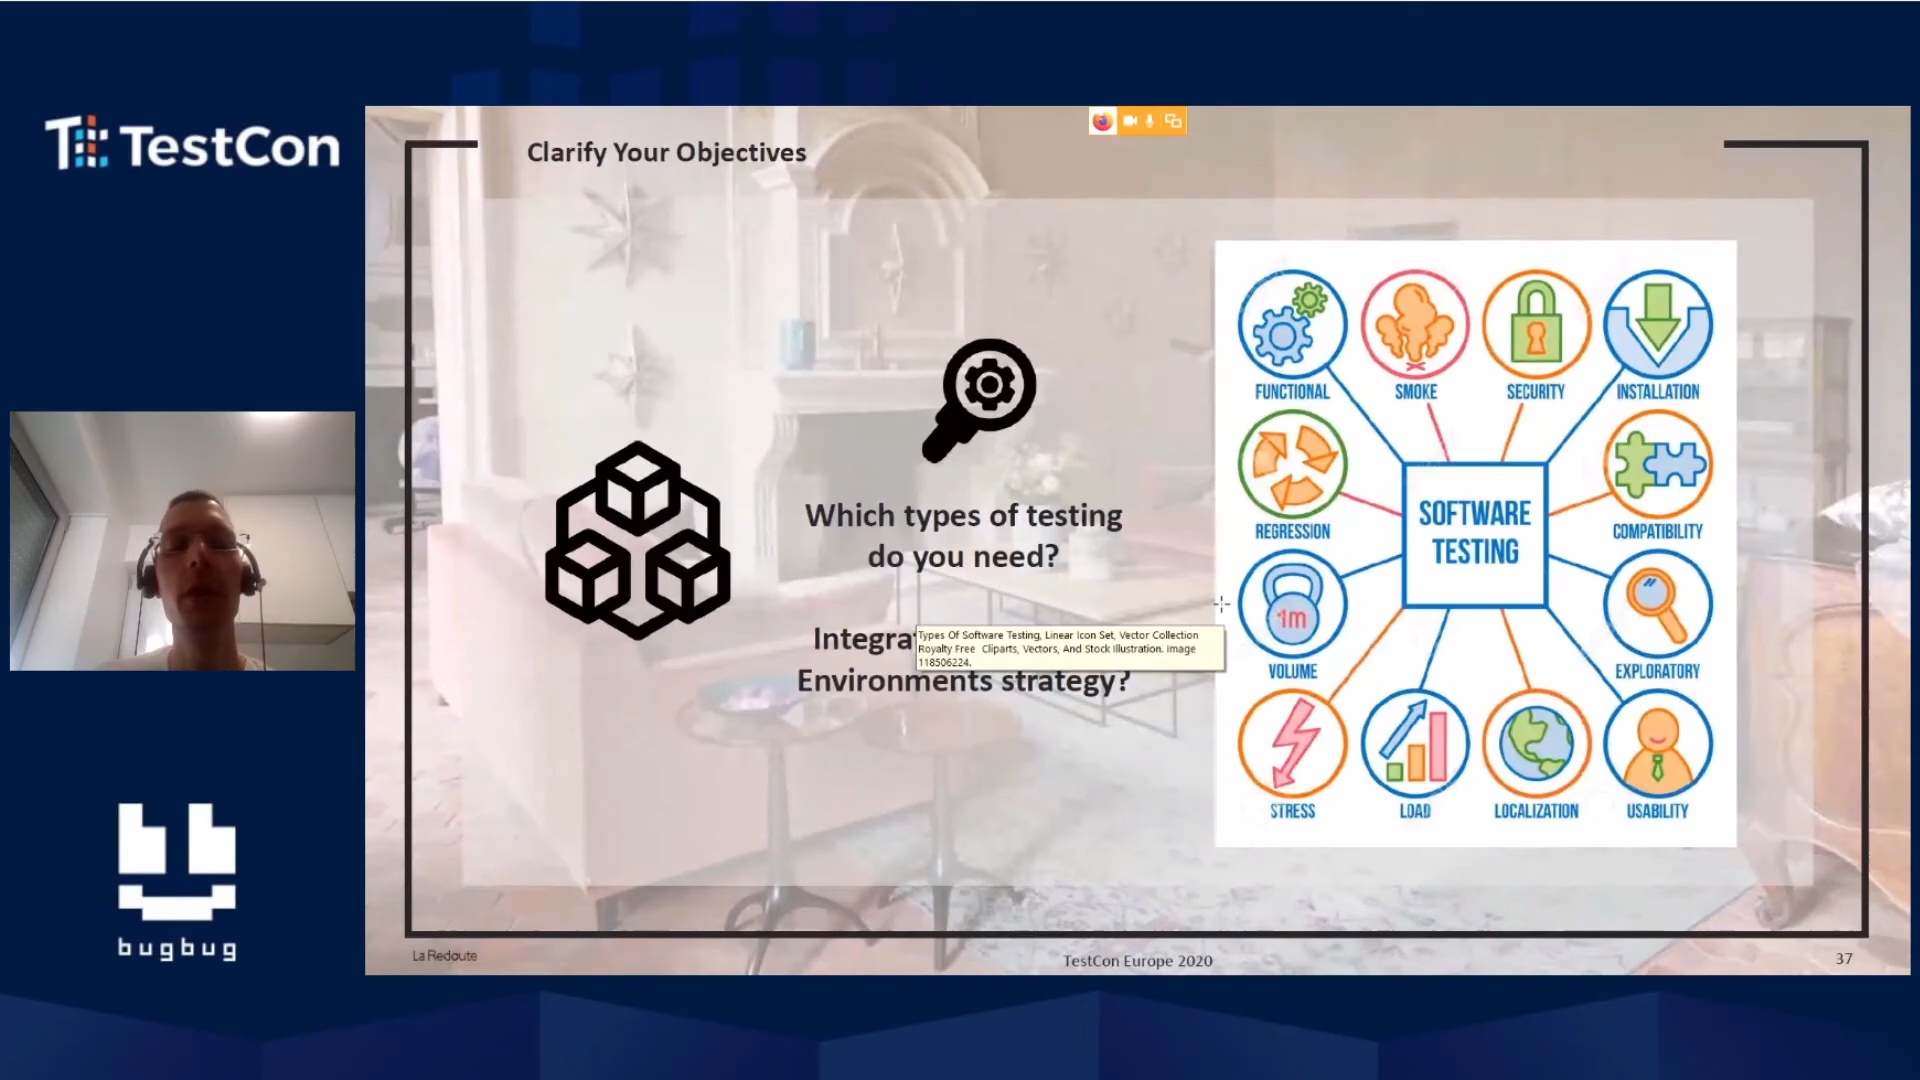 TestCon
Clarify Your Objectives
Which types of testing
do you need?
Types Of Software Testing, Linear Icon Set, Vector Collection
Royalty Free Cliparts, Vectors, And Stock Illustration. Image
118506224.
Environments strategy?
FUNCTIONAL
SMOKE
SECURITY
INSTALLATION
REGRESSION
SOFTWARE
TESTING
COMPATIBILITY
1m
VOLUME
EXPLORATORY
STRESS
LOAD
LOCALIZATION
USABILITY
bugbug
La Redoute
TestCon Europe 2020
37